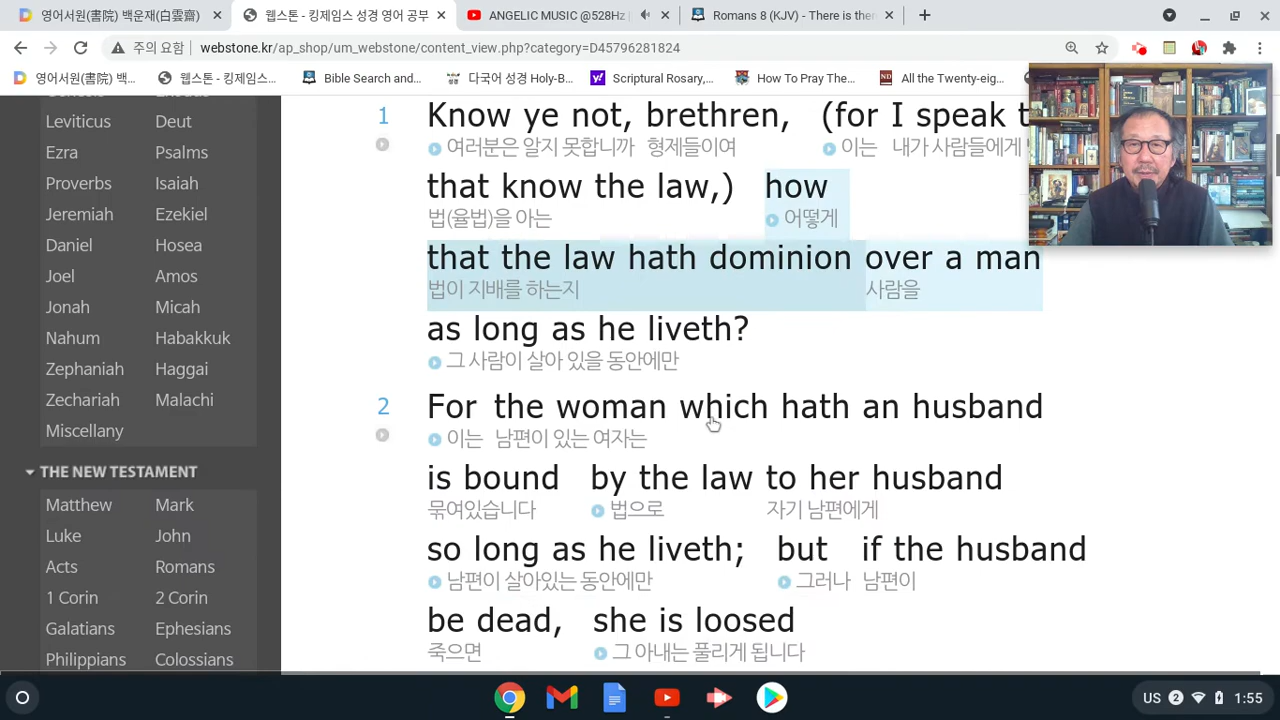 영어서원(書院) 백운재(白雲齋)
웹스톤 - 킹제임스 성경 영어 공부
ANGELIC MUSIC @528Hz
Romans 8 (KJV) - There is ther
주의 요함
webstone.kr/ap_shop/um_webstone/content_view.php?category=D45796281824
영어서원(書院) 백...
웹스톤 - 킹제임스...
Bible Search and...
다국어 성경 Holy-B...
Scriptural Rosary,...
How To Pray The...
All the Twenty-eig...
Leviticus Deut
Ezra Psalms
Proverbs Isaiah
Jeremiah Ezekiel
Daniel Hosea
Joel Amos
Jonah Micah
Nahum Habakkuk
Zephaniah Haggai
Zechariah Malachi
Miscellany
THE NEW TESTAMENT
Matthew Mark
Luke John
Acts Romans
1 Corin 2 Corin
Galatians Ephesians
Philippians Colossians
1 Know ye not, brethren, (for I speak t
여러분은 알지 못합니까 형제들이여 이는 내가 사람들에게
that know the law,) how
법(율법)을 아는 어떻게
that the law hath dominion over a man
법이 지배를 하는지 사람을
as long as he liveth?
그 사람이 살아 있을 동안에만
2 For the woman which hath an husband
이는 남편이 있는 여자는
is bound by the law to her husband
묶여있습니다 법으로 자기 남편에게
so long as he liveth; but if the husband
남편이 살아있는 동안에만 그러나 남편이
be dead, she is loosed
죽으면 그 아내는 풀리게 됩니다
US 2 1:55